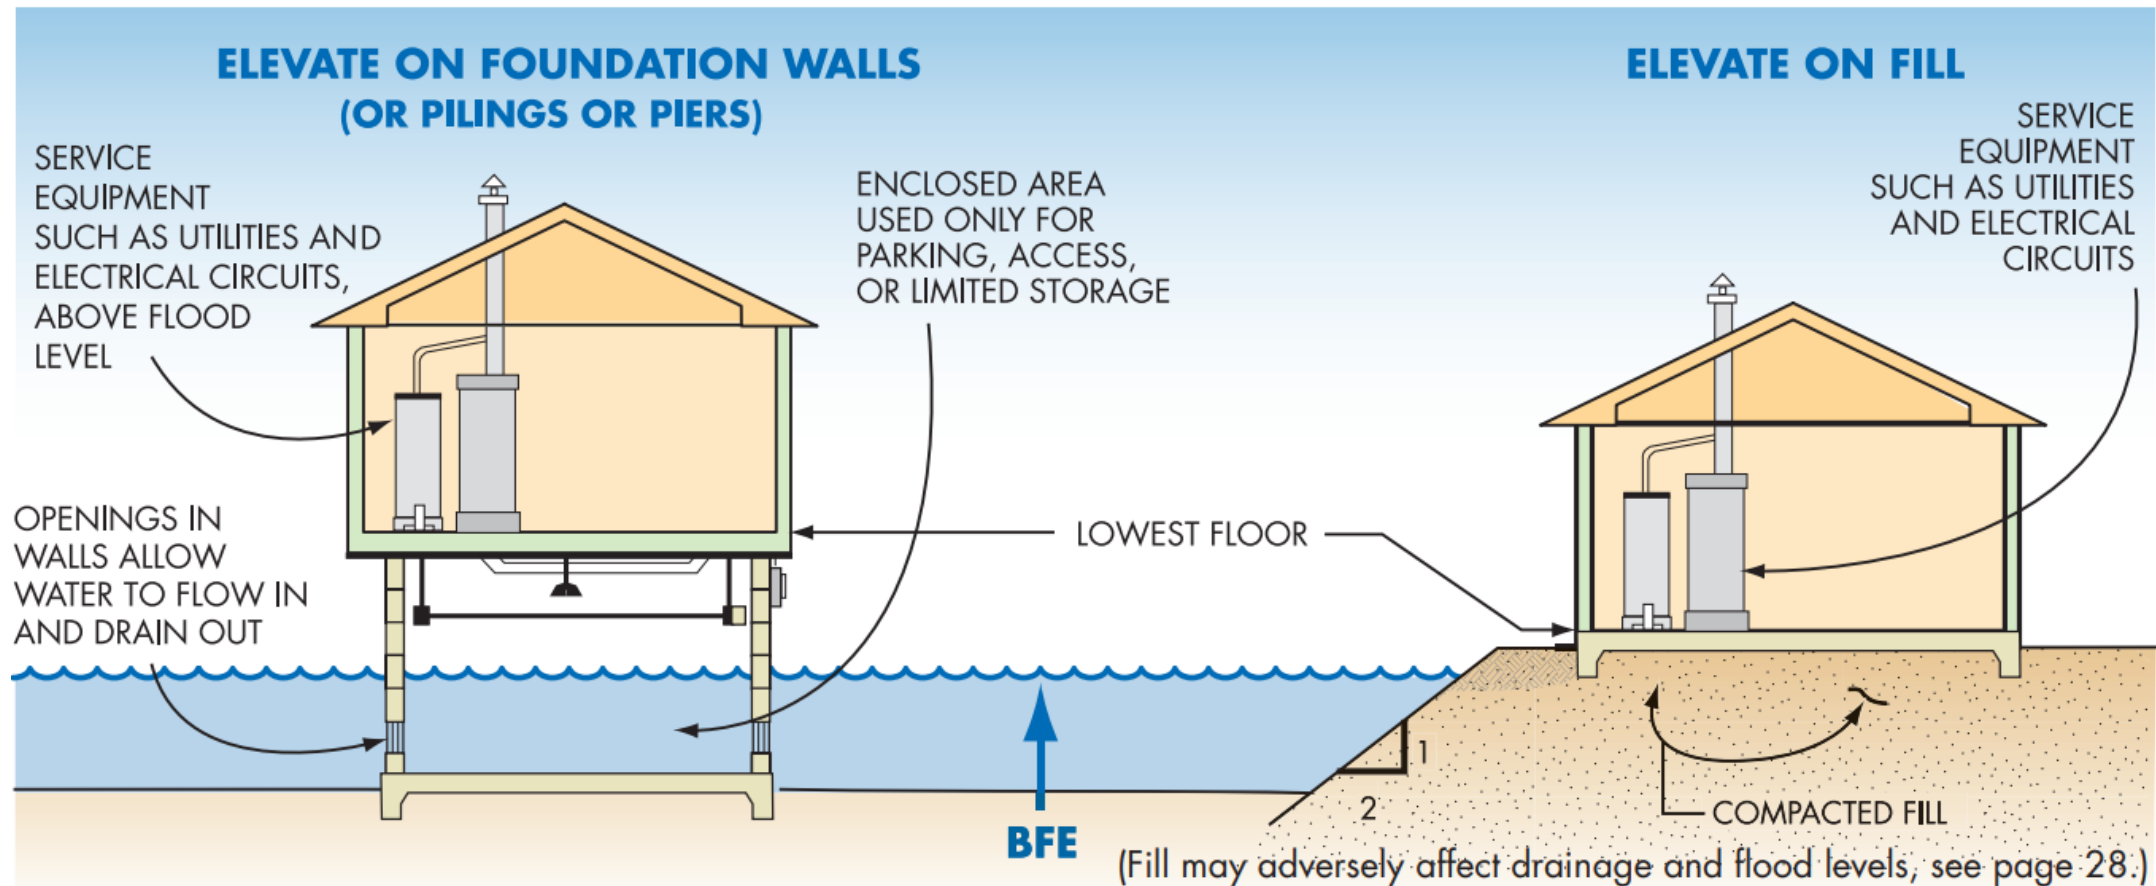 ELEVATE ON FOUNDATION WALLS
(OR PILINGS OR PIERS)
SERVICE
EQUIPMENT
SUCH AS UTILITIES AND
ELECTRICAL CIRCUITS,
ABOVE FLOOD
LEVEL
ENCLOSED AREA
USED ONLY FOR
PARKING, ACCESS,
OR LIMITED STORAGE
OPENINGS IN
WALLS ALLOW
WATER TO FLOW IN
AND DRAIN OUT
LOWEST FLOOR
BFE
ELEVATE ON FILL
SERVICE
EQUIPMENT
SUCH AS UTILITIES
AND ELECTRICAL
CIRCUITS
1
2
COMPACTED FILL
(Fill may adversely affect drainage and flood levels, see page 28.)